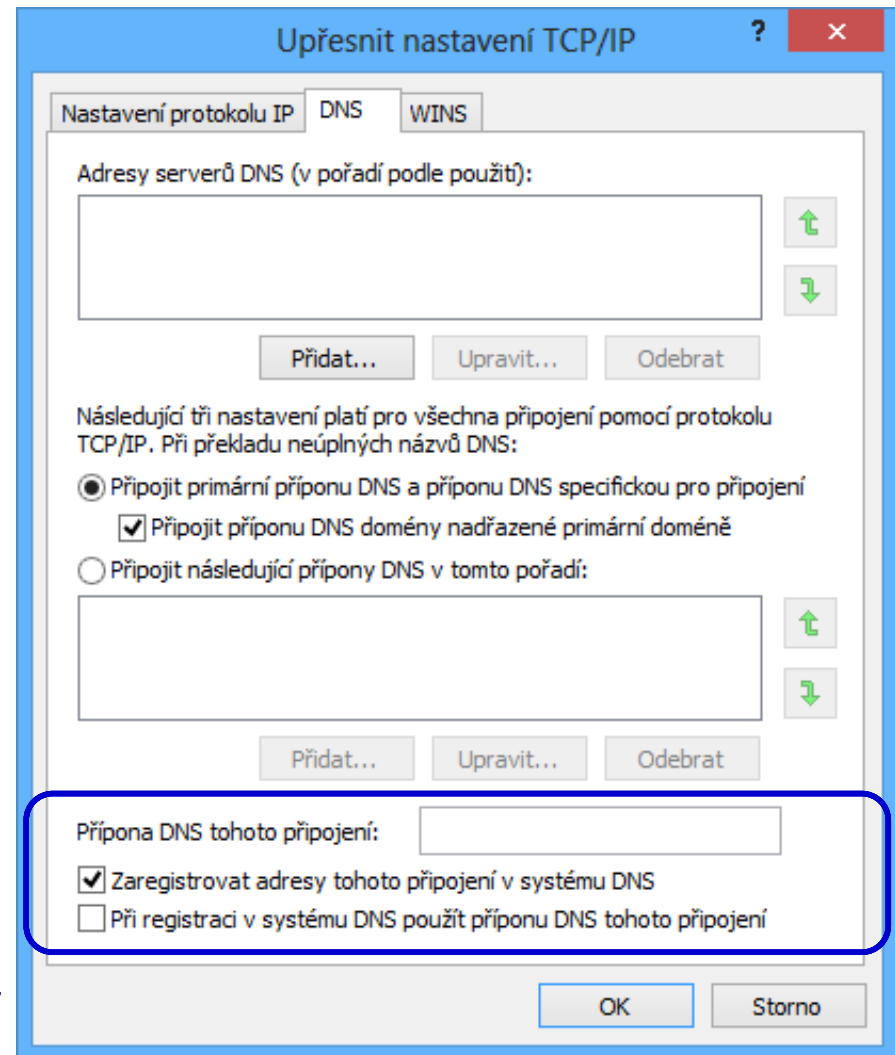 Upřesnit nastavení TCP/IP
?
×
Nastavení protokolu IP
DNS
WINS
Adresy serverů DNS (v pořadí podle použití):
Přidat...
Upravit...
Odebrat
Následující tři nastavení platí pro všechna připojení pomocí protokolu
TCP/IP. Při překladu neúplných názvů DNS:
Připojit primární příponu DNS a příponu DNS specifickou pro připojení
Připojit příponu DNS domény nadřazené primární doméně
Připojit následující přípony DNS v tomto pořadí:
Přidat...
Upravit...
Odebrat
Přípona DNS tohoto připojení:
Zaregistrovat adresy tohoto připojení v systému DNS
Při registraci v systému DNS použít příponu DNS tohoto připojení
OK
Storno